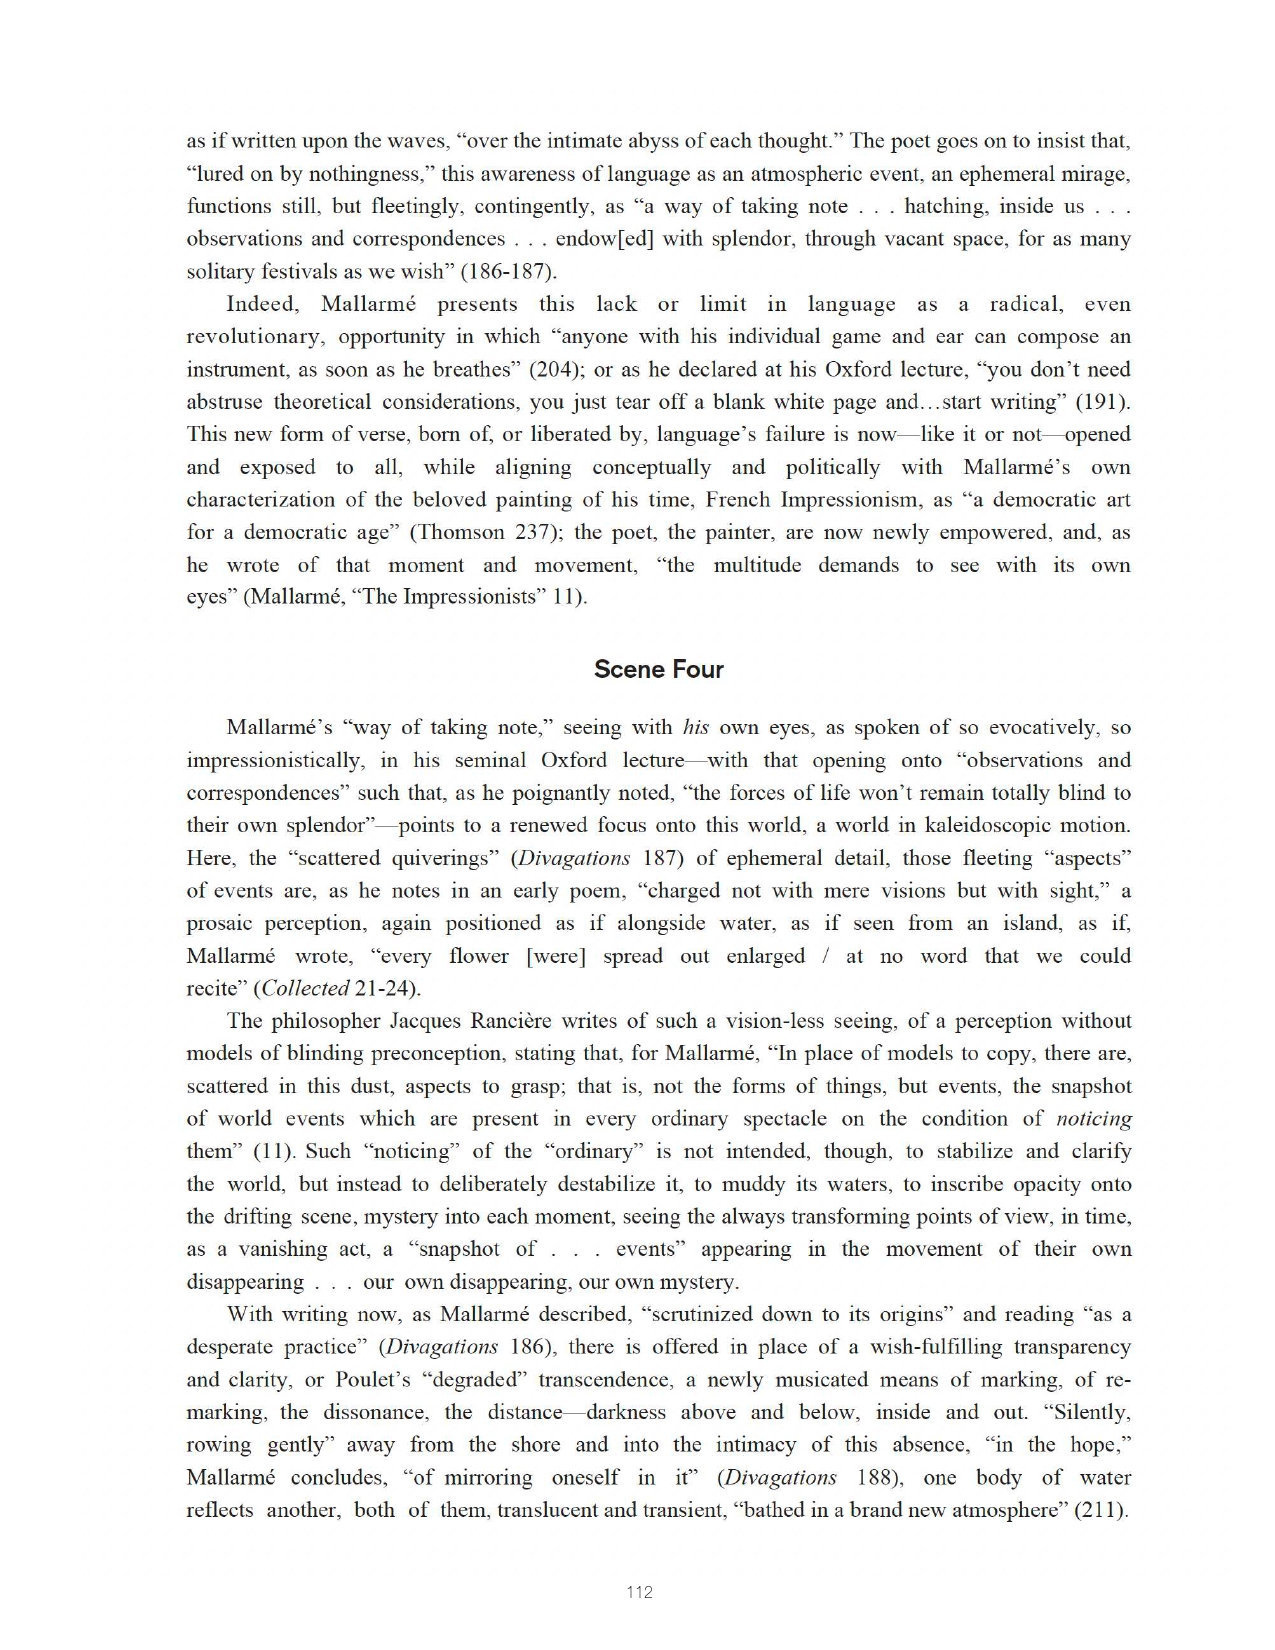 as if written upon the waves, “over the intimate abyss of each thought.” The poet goes on to insist that,
“lured on by nothingness,” this awareness of language as an atmospheric event, an ephemeral mirage,
functions still, but fleetingly, contingently, as “a way of taking note . . . hatching, inside us . . .
observations and correspondences . . . endow[ed] with splendor, through vacant space, for as many
solitary festivals as we wish” (186-187).
Indeed, Mallarmé presents this lack or limit in language as a radical, even
revolutionary, opportunity in which “anyone with his individual game and ear can compose an
instrument, as soon as he breathes” (204); or as he declared at his Oxford lecture, “you don’t need
abstruse theoretical considerations, you just tear off a blank white page and…start writing” (191).
This new form of verse, born of, or liberated by, language’s failure is now—like it or not—opened
and exposed to all, while aligning conceptually and politically with Mallarmé’s own
characterization of the beloved painting of his time, French Impressionism, as “a democratic art
for a democratic age” (Thomson 237); the poet, the painter, are now newly empowered, and, as
he wrote of that moment and movement, “the multitude demands to see with its own
eyes” (Mallarmé, “The Impressionists” 11).
Scene Four
Mallarmé’s “way of taking note,” seeing with his own eyes, as spoken of so evocatively, so
impressionistically, in his seminal Oxford lecture—with that opening onto “observations and
correspondences” such that, as he poignantly noted, “the forces of life won’t remain totally blind to
their own splendor”—points to a renewed focus onto this world, a world in kaleidoscopic motion.
Here, the “scattered quiverings” (Divagations 187) of ephemeral detail, those fleeting “aspects”
of events are, as he notes in an early poem, “charged not with mere visions but with sight,” a
prosaic perception, again positioned as if alongside water, as if seen from an island, as if,
Mallarmé wrote, “every flower [were] spread out enlarged / at no word that we could
recite” (Collected 21-24).
The philosopher Jacques Rancière writes of such a vision-less seeing, of a perception without
models of blinding preconception, stating that, for Mallarmé, “In place of models to copy, there are,
scattered in this dust, aspects to grasp; that is, not the forms of things, but events, the snapshot
of world events which are present in every ordinary spectacle on the condition of noticing
them” (11). Such “noticing” of the “ordinary” is not intended, though, to stabilize and clarify
the world, but instead to deliberately destabilize it, to muddy its waters, to inscribe opacity onto
the drifting scene, mystery into each moment, seeing the always transforming points of view, in time,
as a vanishing act, a “snapshot of . . . events” appearing in the movement of their own
disappearing . . . our own disappearing, our own mystery.
With writing now, as Mallarmé described, “scrutinized down to its origins” and reading “as a
desperate practice” (Divagations 186), there is offered in place of a wish-fulfilling transparency
and clarity, or Poulet’s “degraded” transcendence, a newly musicated means of marking, of re-
marking, the dissonance, the distance—darkness above and below, inside and out. “Silently,
rowing gently” away from the shore and into the intimacy of this absence, “in the hope,”
Mallarmé concludes, “of mirroring oneself in it” (Divagations 188), one body of water
reflects another, both of them, translucent and transient, “bathed in a brand new atmosphere” (211).
112